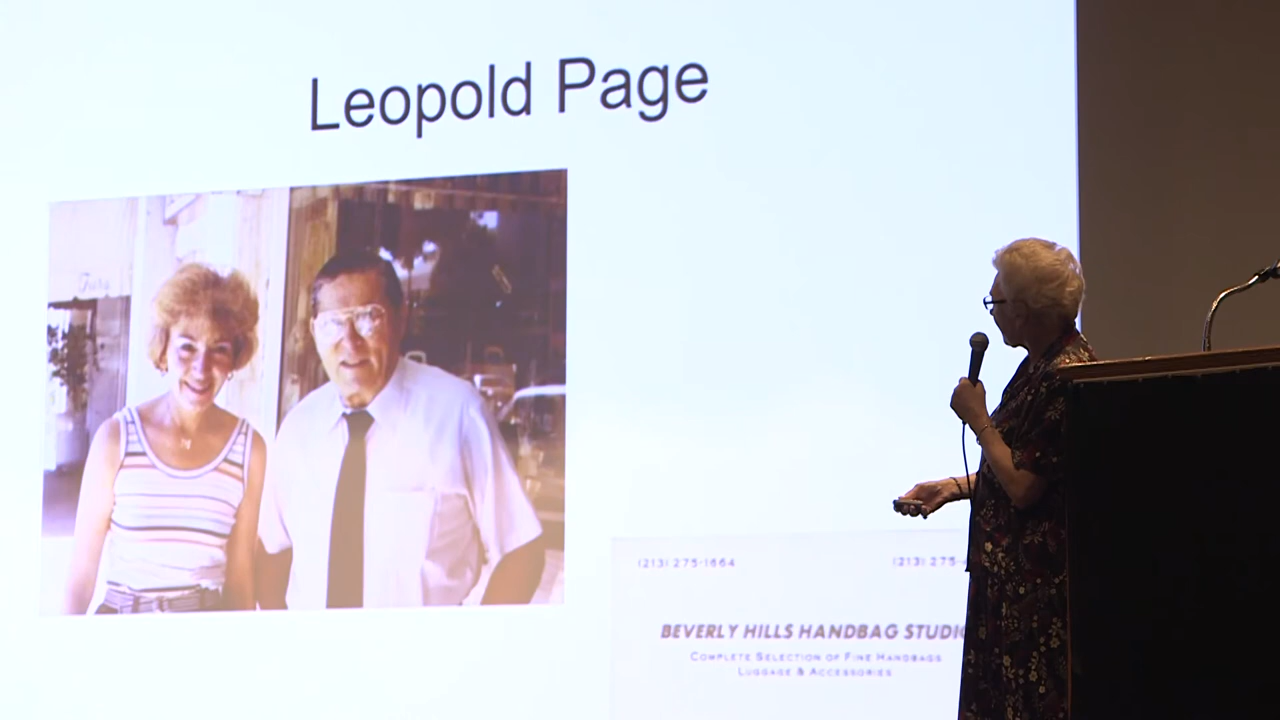 Leopold Page
(213) 275-1664
(213) 275-
BEVERLY HILLS HANDBAG STUDIO
COMPLETE SELECTION OF FINE HANDBAGS
LUGGAGE & ACCESSORIES